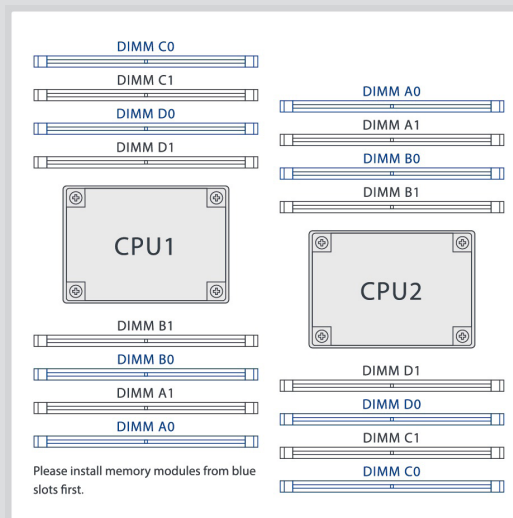 DIMM C0
DIMM C1
DIMM D0
DIMM D1
CPU1
DIMM B1
DIMM B0
DIMM A1
DIMM A0
Please install memory modules from blue
slots first.
DIMM A0
DIMM A1
DIMM B0
DIMM B1
CPU2
DIMM D1
DIMM D0
DIMM C1
DIMM C0